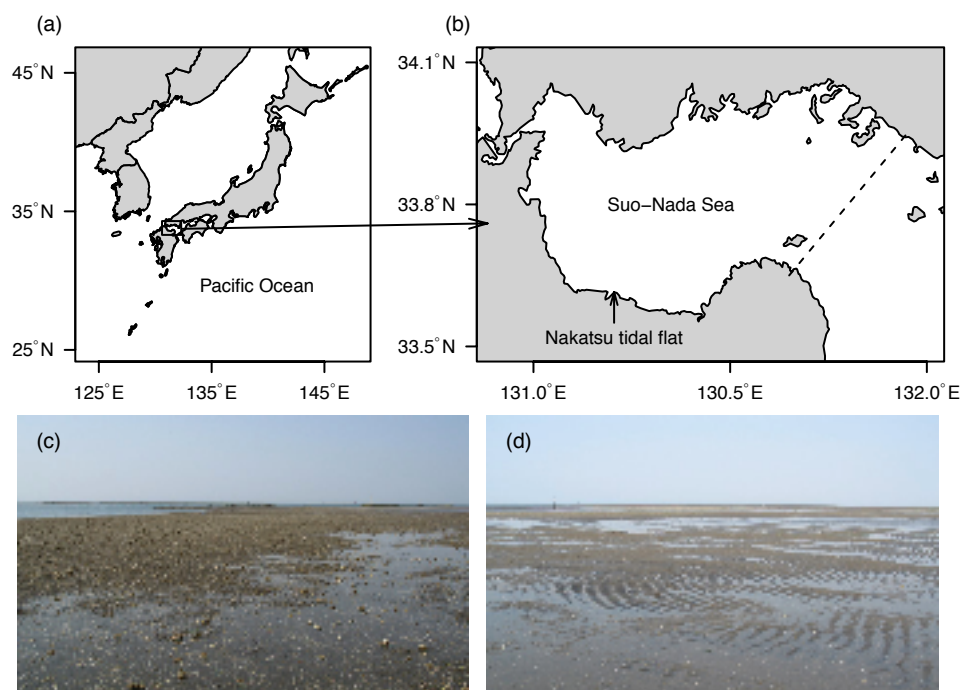 (a)
45°N
35°N
25°N
125°E
135°E
145°E
Pacific Ocean
(b)
34.1°N
33.8°N
33.5°N
131.0°E
130.5°E
132.0°E
Suo−Nada Sea
Nakatsu tidal flat
(c)
(d)